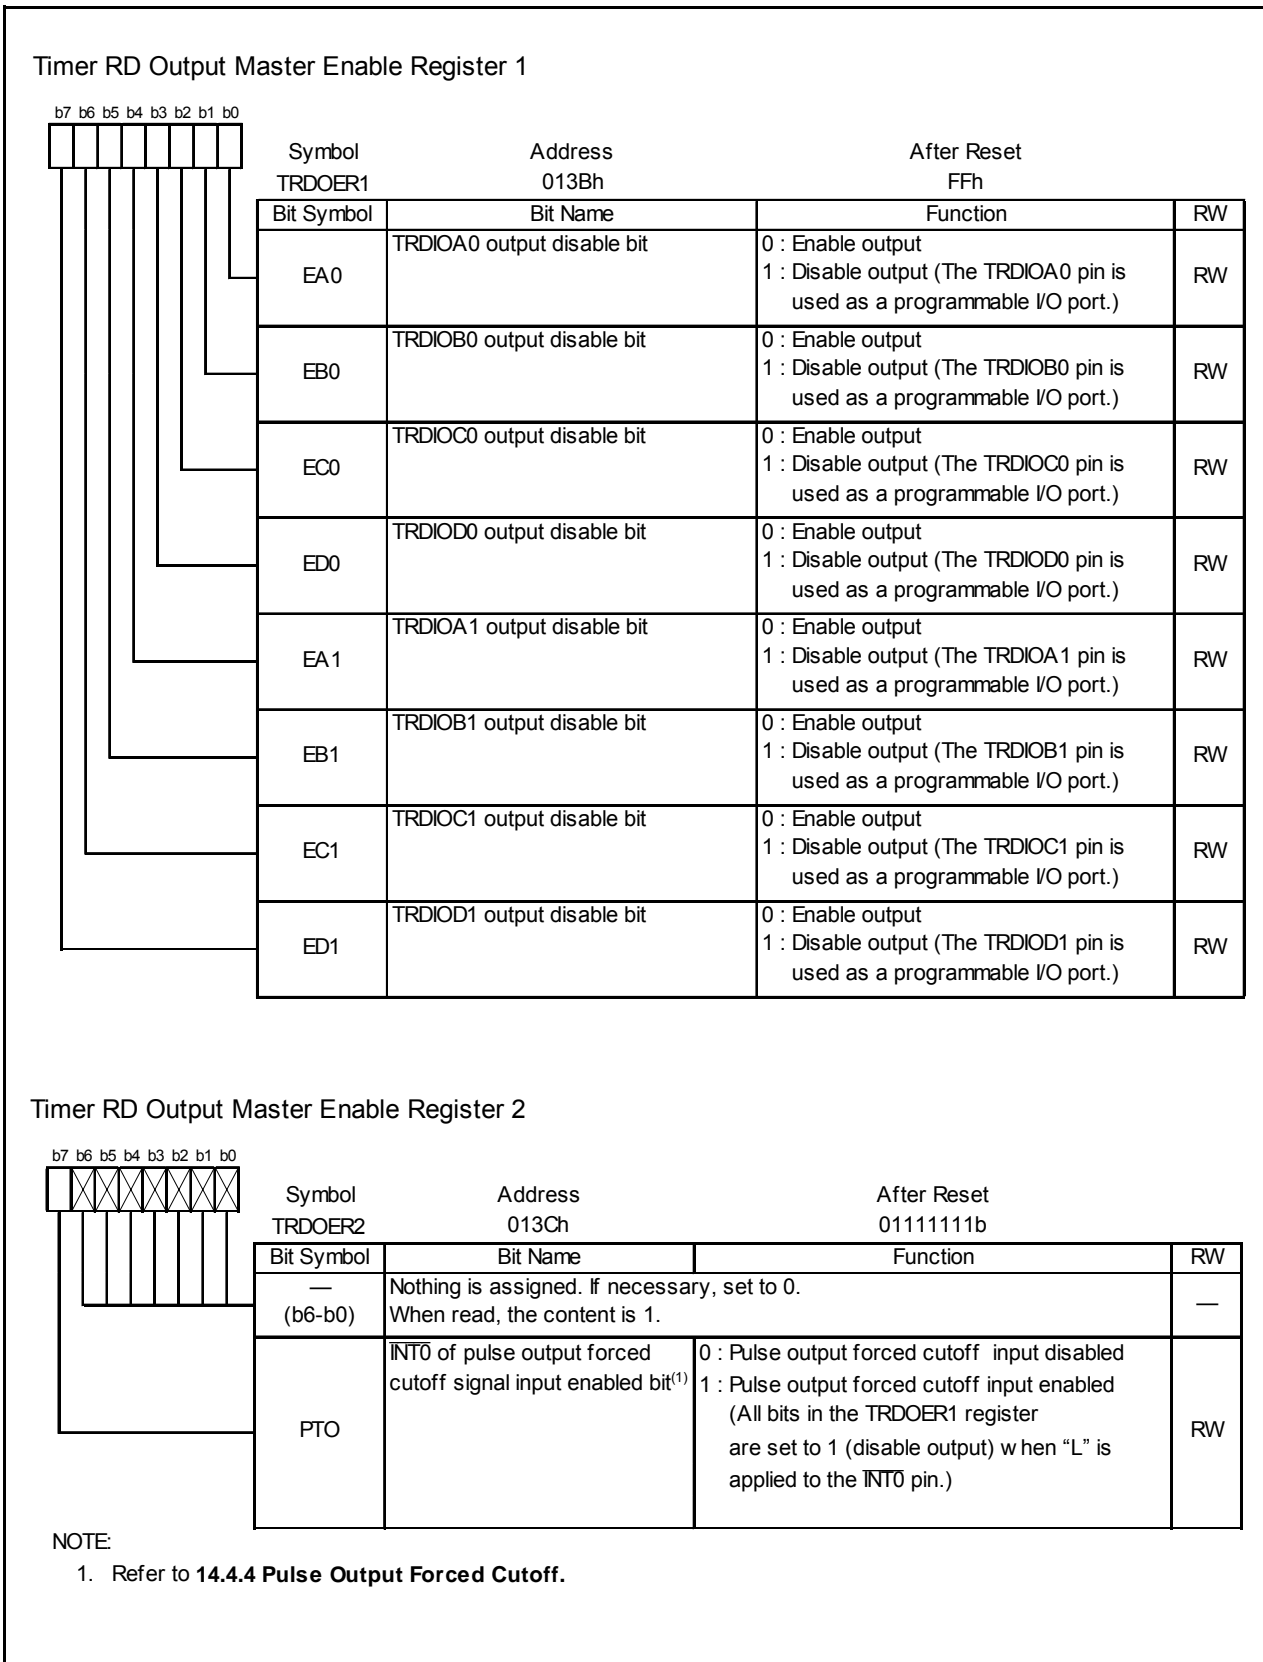 Timer RD Output Master Enable Register 1
b7 b6 b5 b4 b3 b2 b1 b0
Symbol Address After Reset
TRDOER1 013Bh FFh
Bit Symbol Bit Name Function RW
EA0 TRDIOA0 output disable bit 0 : Enable output
1 : Disable output (The TRDIOA0 pin is
used as a programmable I/O port.) RW
EB0 TRDIOB0 output disable bit 0 : Enable output
1 : Disable output (The TRDIOB0 pin is
used as a programmable I/O port.) RW
EC0 TRDIOC0 output disable bit 0 : Enable output
1 : Disable output (The TRDIOC0 pin is
used as a programmable I/O port.) RW
ED0 TRDIOD0 output disable bit 0 : Enable output
1 : Disable output (The TRDIOD0 pin is
used as a programmable I/O port.) RW
EA1 TRDIOA1 output disable bit 0 : Enable output
1 : Disable output (The TRDIOA1 pin is
used as a programmable I/O port.) RW
EB1 TRDIOB1 output disable bit 0 : Enable output
1 : Disable output (The TRDIOB1 pin is
used as a programmable I/O port.) RW
EC1 TRDIOC1 output disable bit 0 : Enable output
1 : Disable output (The TRDIOC1 pin is
used as a programmable I/O port.) RW
ED1 TRDIOD1 output disable bit 0 : Enable output
1 : Disable output (The TRDIOD1 pin is
used as a programmable I/O port.) RW
Timer RD Output Master Enable Register 2
b7 b6 b5 b4 b3 b2 b1 b0
Symbol Address After Reset
TRDOER2 013Ch 01111111b
Bit Symbol Bit Name Function RW
— Nothing is assigned. If necessary, set to 0.
(b6-b0) When read, the content is 1. —
PTO I̅N̅T̅0̅ of pulse output forced
cutoff signal input enabled bit(1)
0 : Pulse output forced cutoff input disabled
1 : Pulse output forced cutoff input enabled
(All bits in the TRDOER1 register
are set to 1 (disable output) when “L” is
applied to the I̅N̅T̅0̅ pin.) RW
NOTE:
1. Refer to 14.4.4 Pulse Output Forced Cutoff.